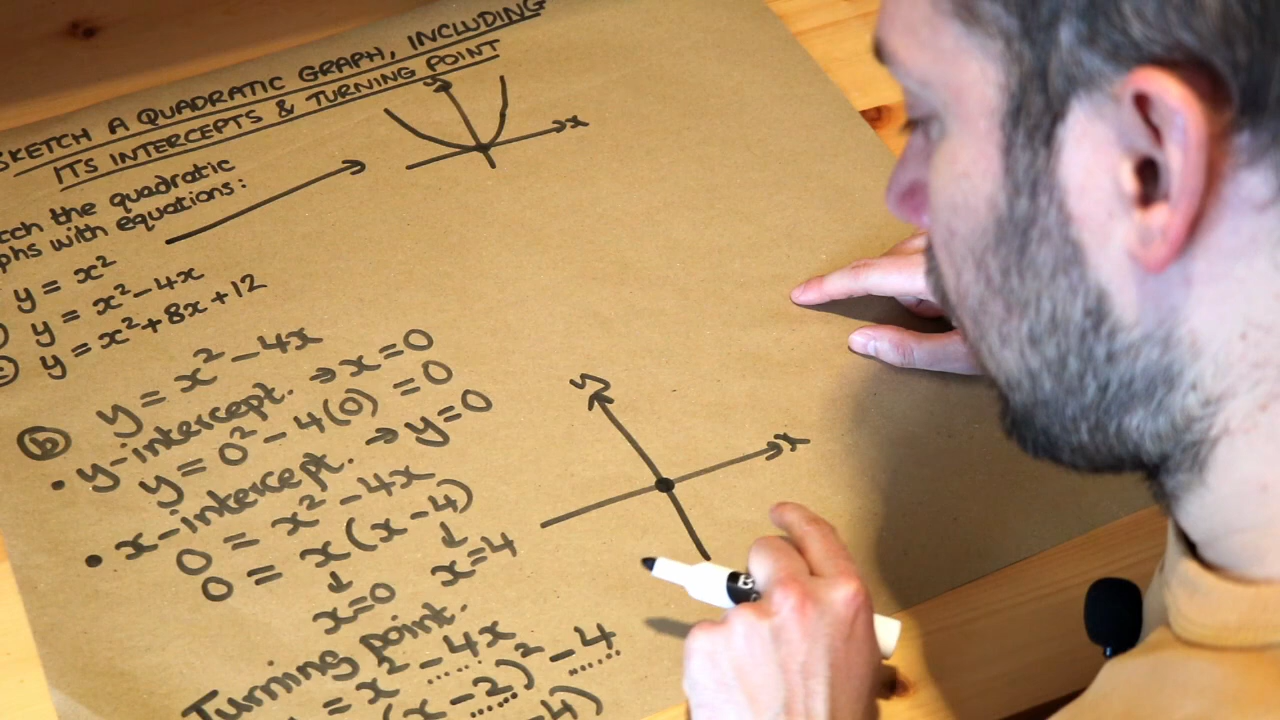 SKETCH A QUADRATIC GRAPH, INCLUDING
ITS INTERCEPTS & TURNING POINT
the quadratic
with equations:
y = x²
y = x² - 4x
c) y = x² + 8x + 12
y
x
b y = x² - 4x
• y-intercept. → x=0
y = 0² - 4(0) = 0
• x-intercept. → y=0
0 = x² - 4x
0 = x(x-4)
↓ ↓
x=0 x=4
y
x
Turning point.
= x² - 4x
(x-2)² - 4
-4)